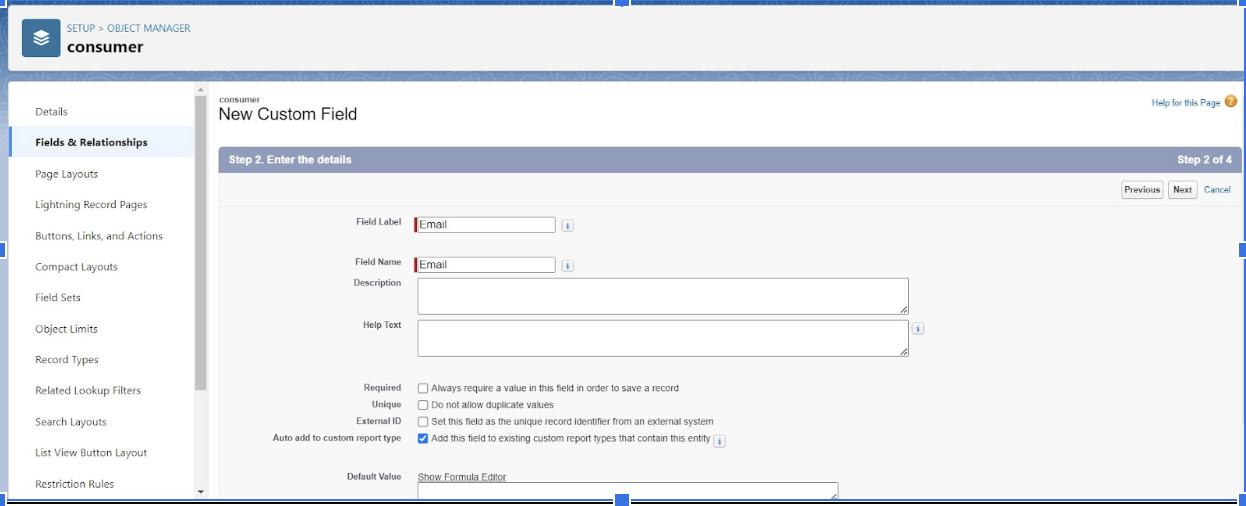 SETUP > OBJECT MANAGER
consumer
Details
Fields & Relationships
Page Layouts
Lightning Record Pages
Buttons, Links, and Actions
Compact Layouts
Field Sets
Object Limits
Record Types
Related Lookup Filters
Search Layouts
List View Button Layout
Restriction Rules
consumer
New Custom Field
Help for this Page ?
Step 2. Enter the details Step 2 of 4
Previous Next Cancel
Field Label Email i
Field Name Email i
Description
Help Text i
Required Always require a value in this field in order to save a record
Unique Do not allow duplicate values
External ID Set this field as the unique record identifier from an external system
Auto add to custom report type Add this field to existing custom report types that contain this entity i
Default Value Show Formula Editor